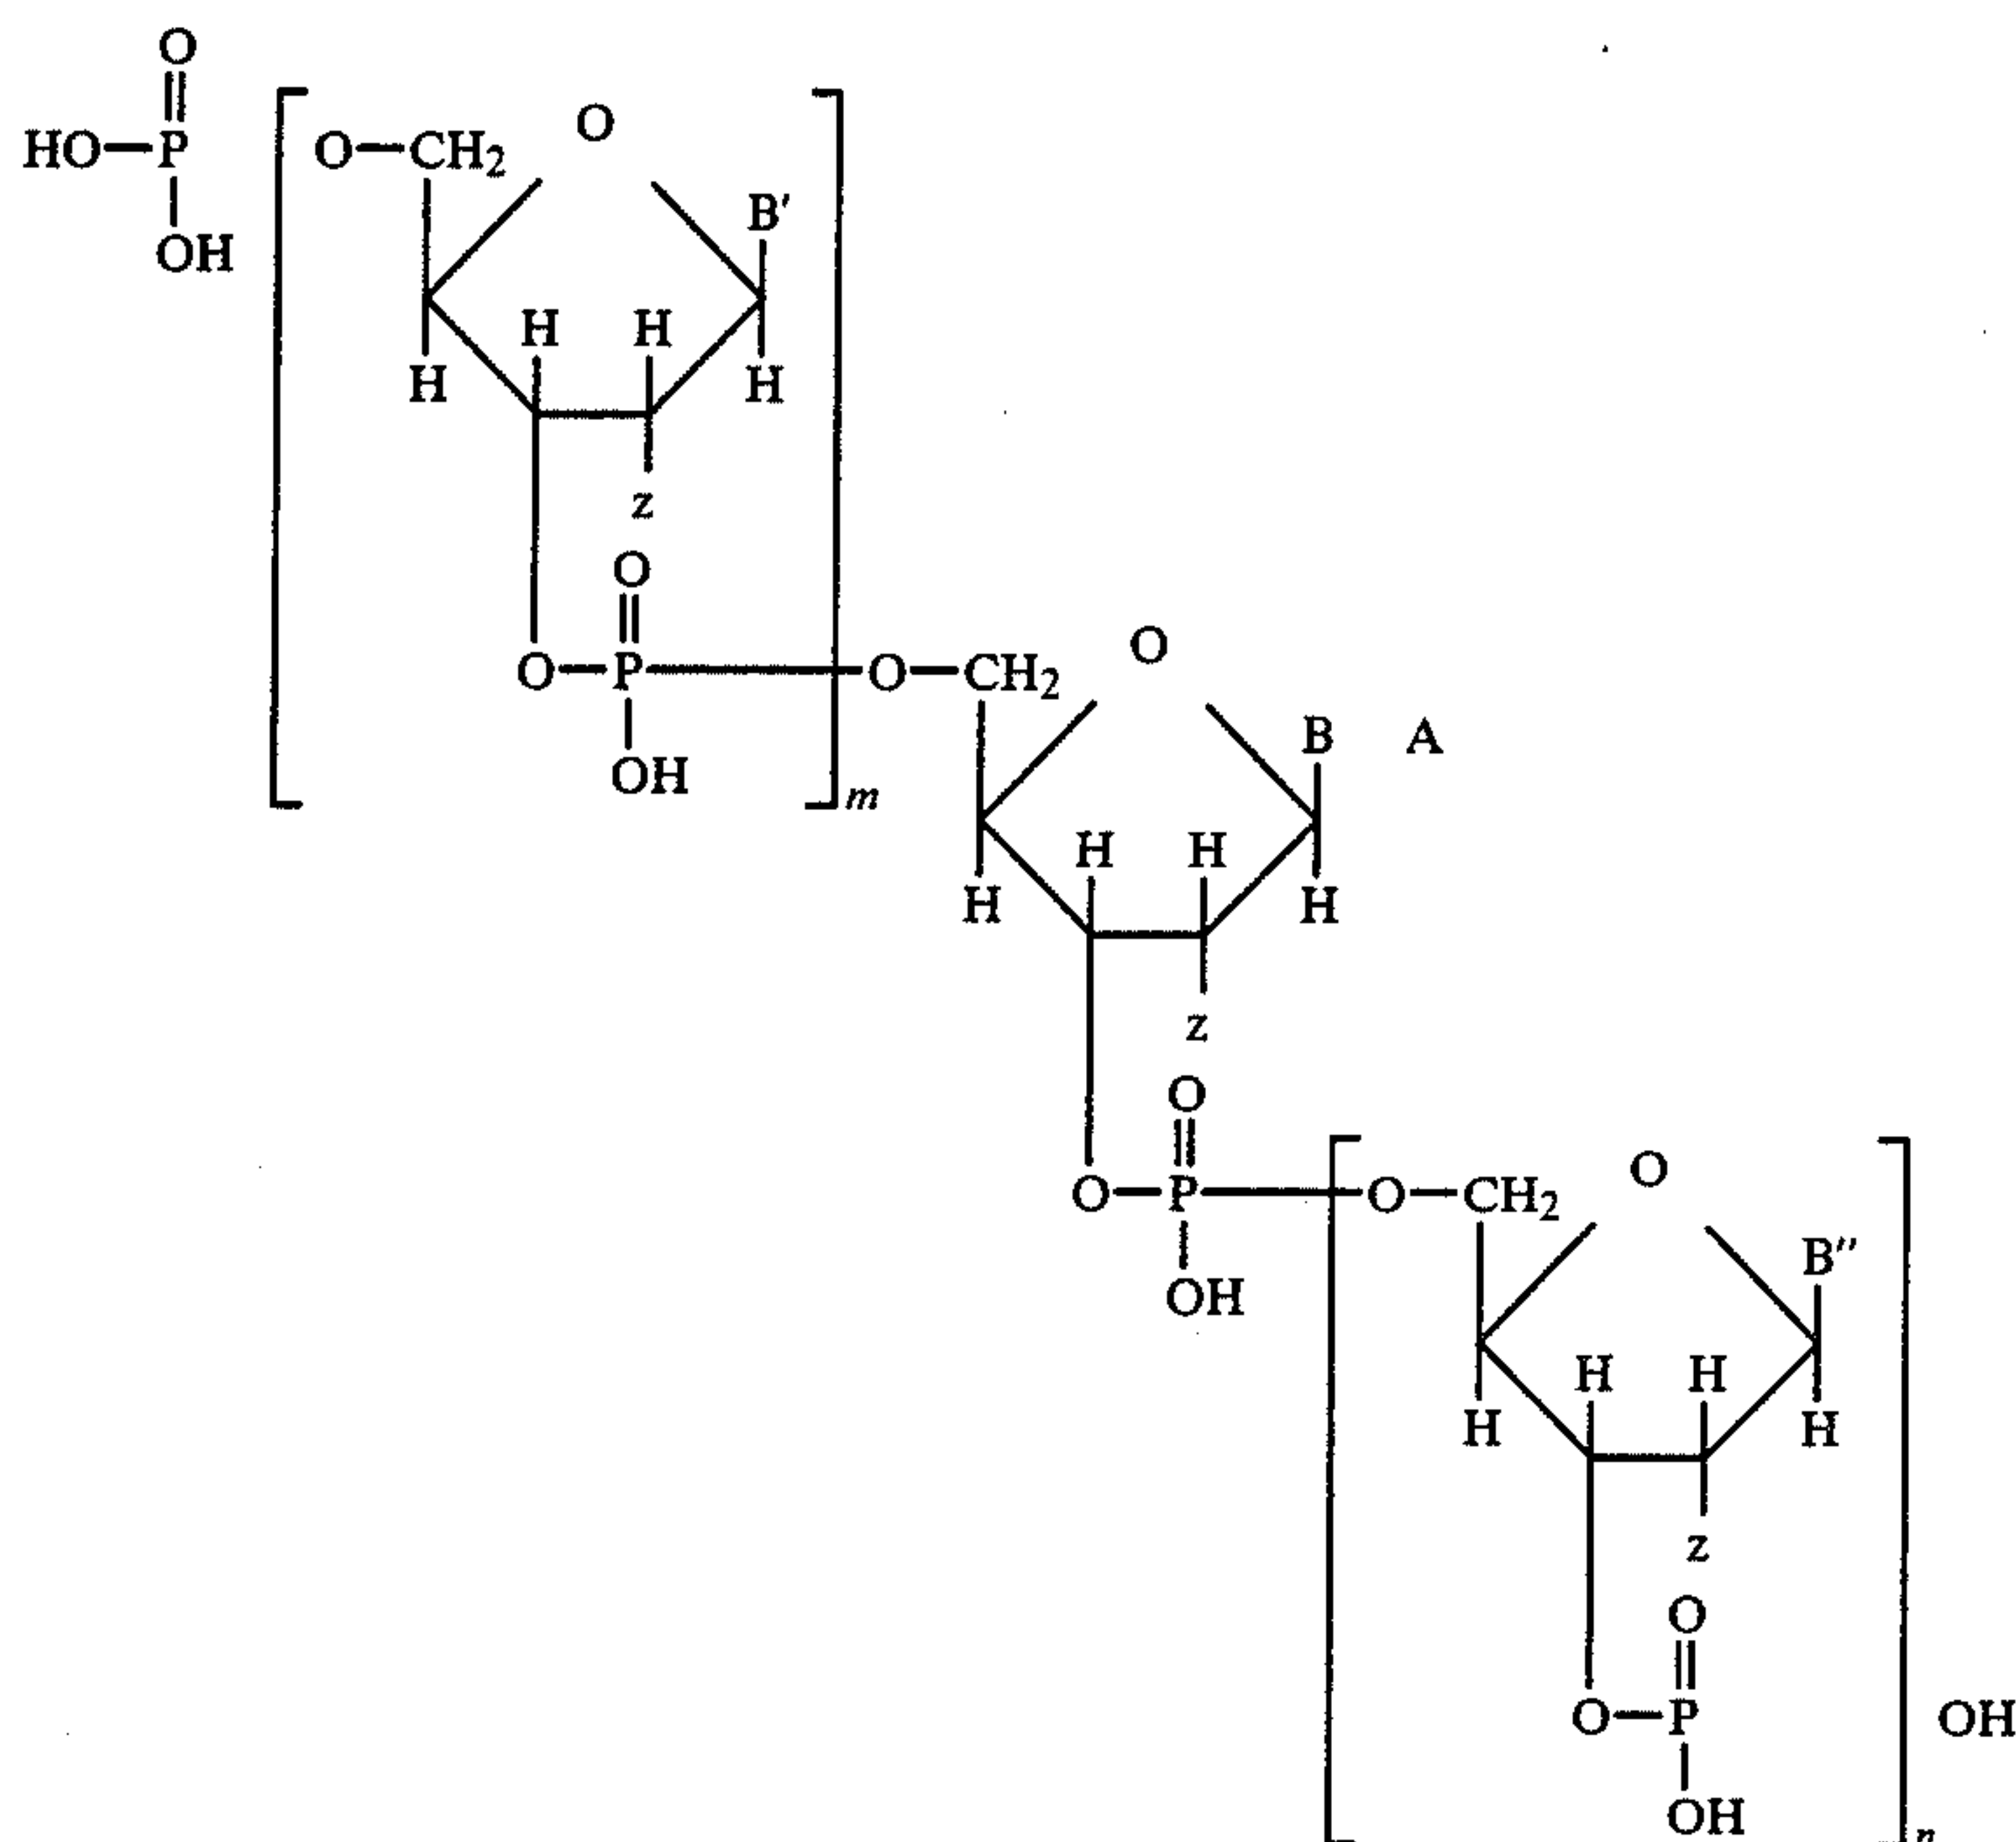 O
HO—P O—CH₂ O
B′
OH
H H
H H
z
O
O—P—O—CH₂ O
B A
OH
m
H H
H H
z
O
O—P—O—CH₂ O
B″
OH
H H
H H
z
O
O—P OH
OH
n